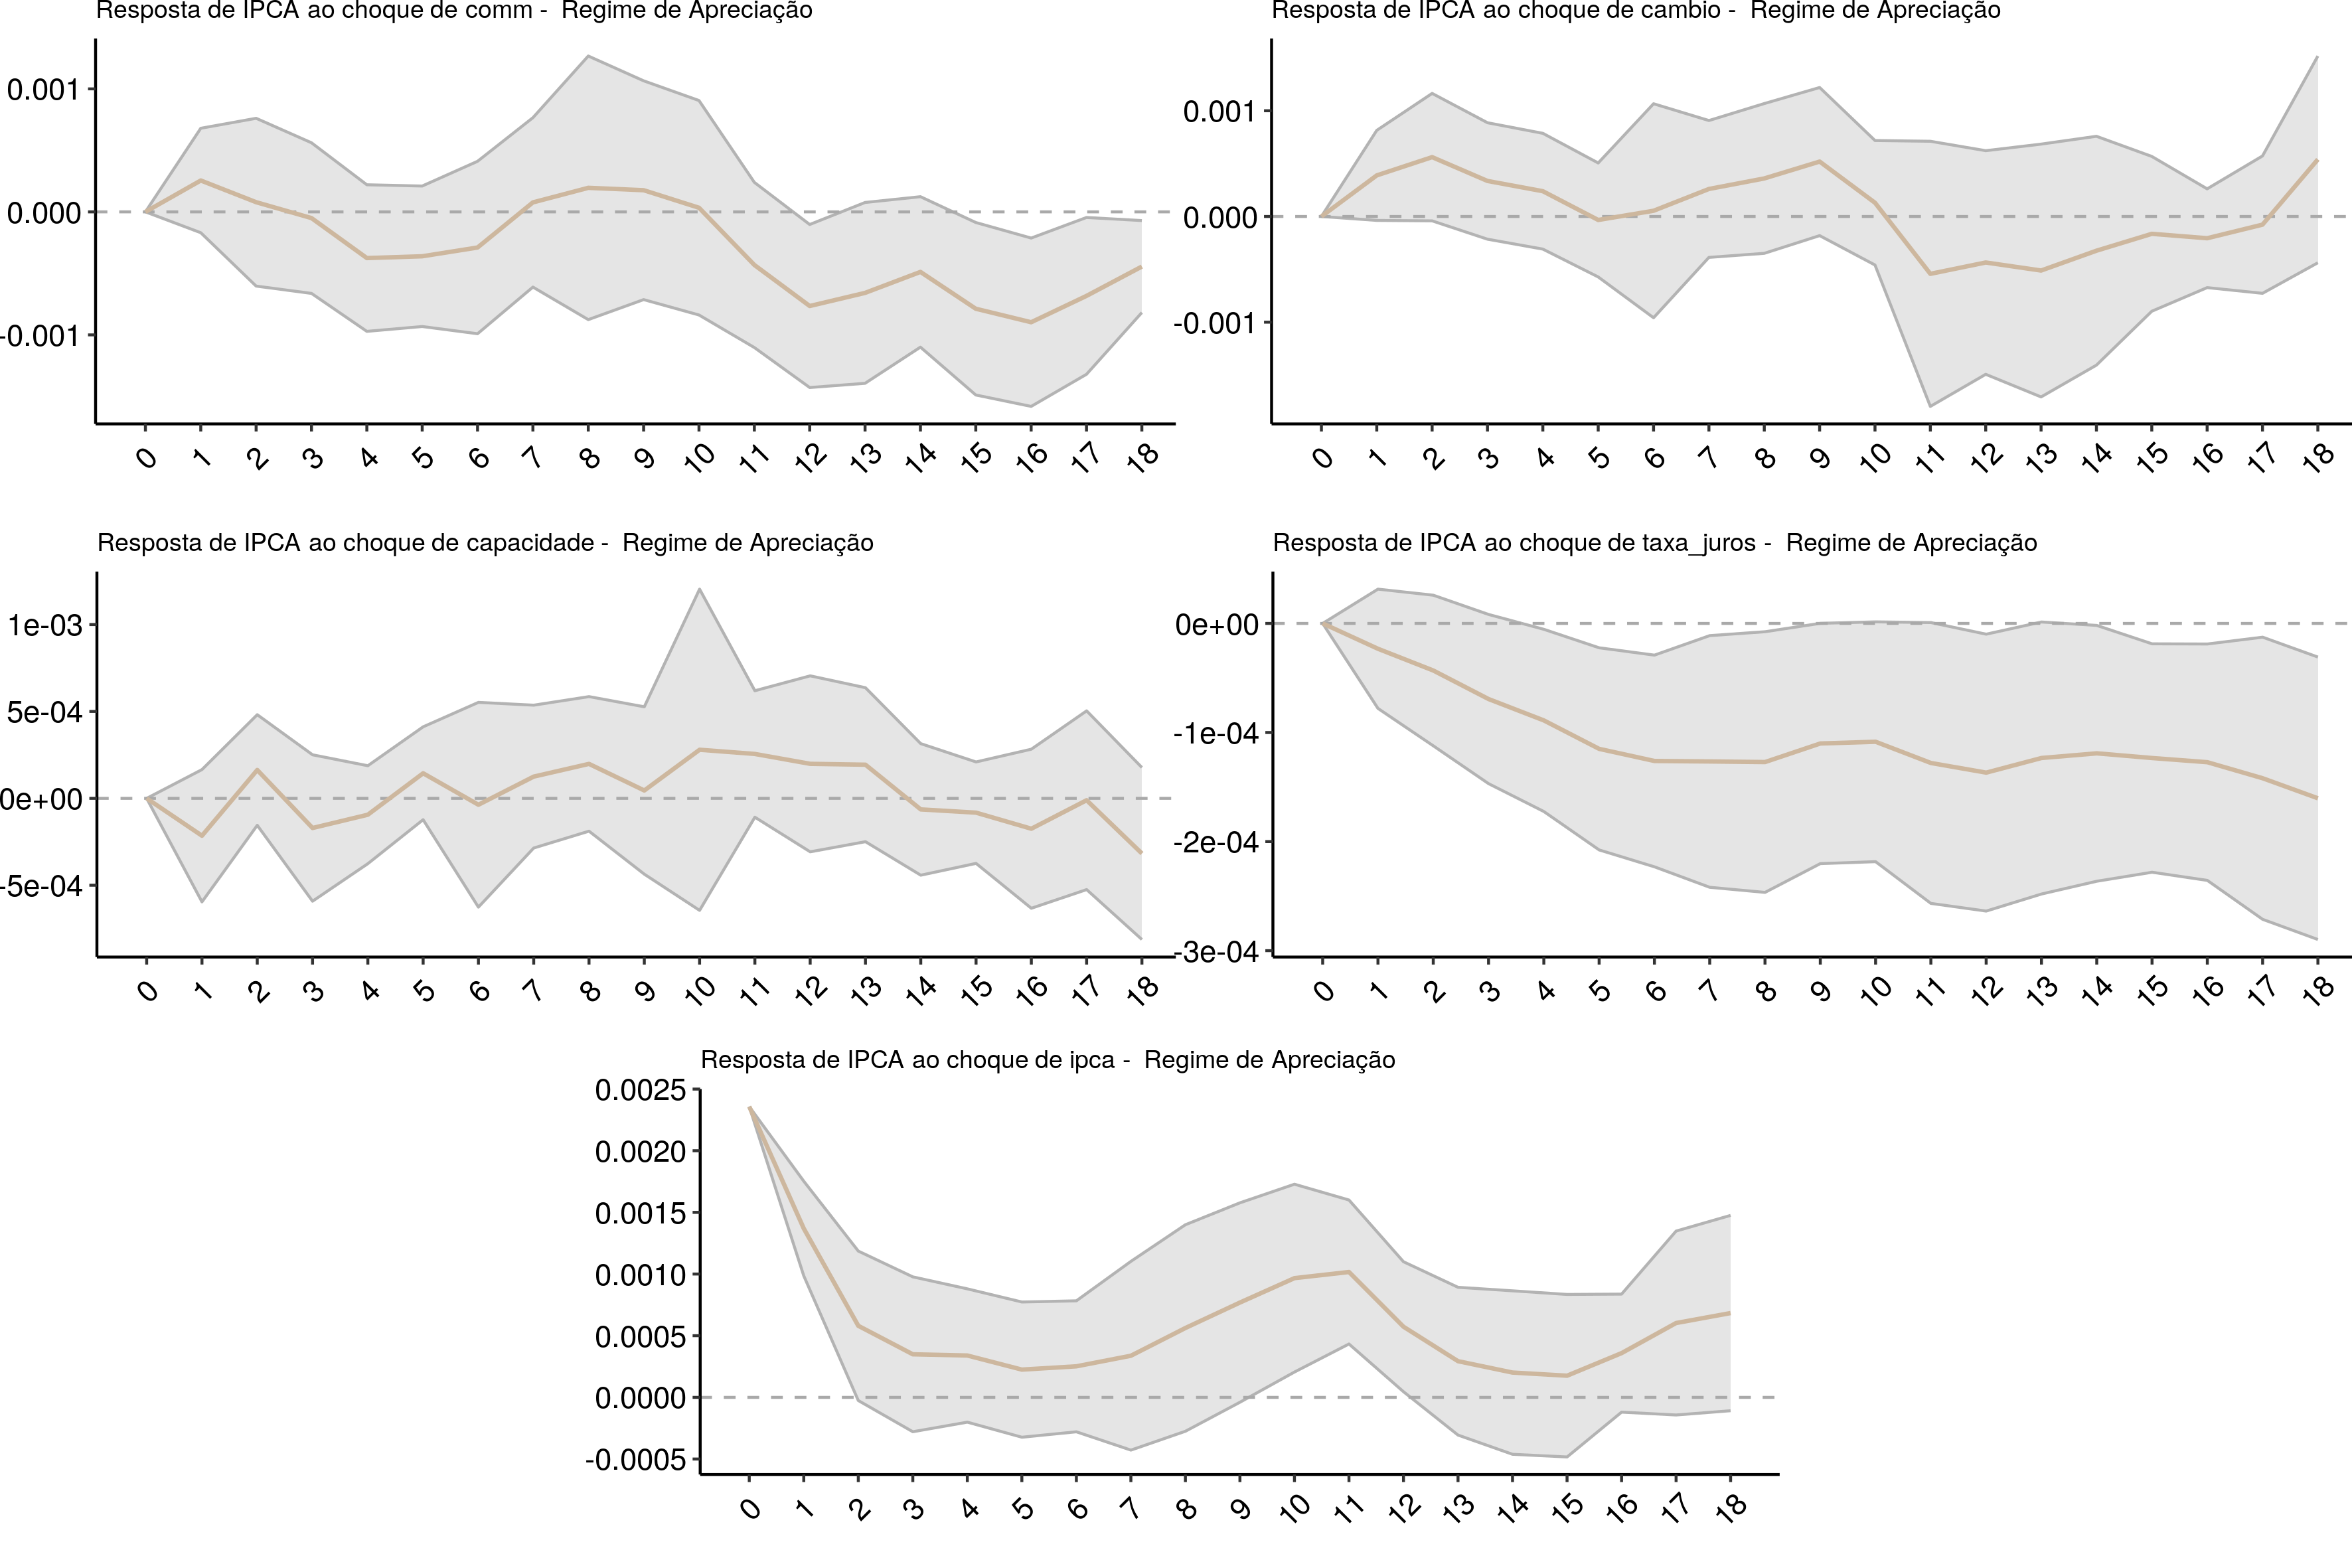 Resposta de IPCA ao choque de comm -  Regime de Apreciação
0.001
0.000
-0.001
0 1 2 3 4 5 6 7 8 9 10 11 12 13 14 15 16 17 18
Resposta de IPCA ao choque de cambio -  Regime de Apreciação
0.001
0.000
-0.001
0 1 2 3 4 5 6 7 8 9 10 11 12 13 14 15 16 17 18
Resposta de IPCA ao choque de capacidade -  Regime de Apreciação
1e-03
5e-04
0e+00
-5e-04
0 1 2 3 4 5 6 7 8 9 10 11 12 13 14 15 16 17 18
Resposta de IPCA ao choque de taxa_juros -  Regime de Apreciação
0e+00
-1e-04
-2e-04
-3e-04
0 1 2 3 4 5 6 7 8 9 10 11 12 13 14 15 16 17 18
Resposta de IPCA ao choque de ipca -  Regime de Apreciação
0.0025
0.0020
0.0015
0.0010
0.0005
0.0000
-0.0005
0 1 2 3 4 5 6 7 8 9 10 11 12 13 14 15 16 17 18